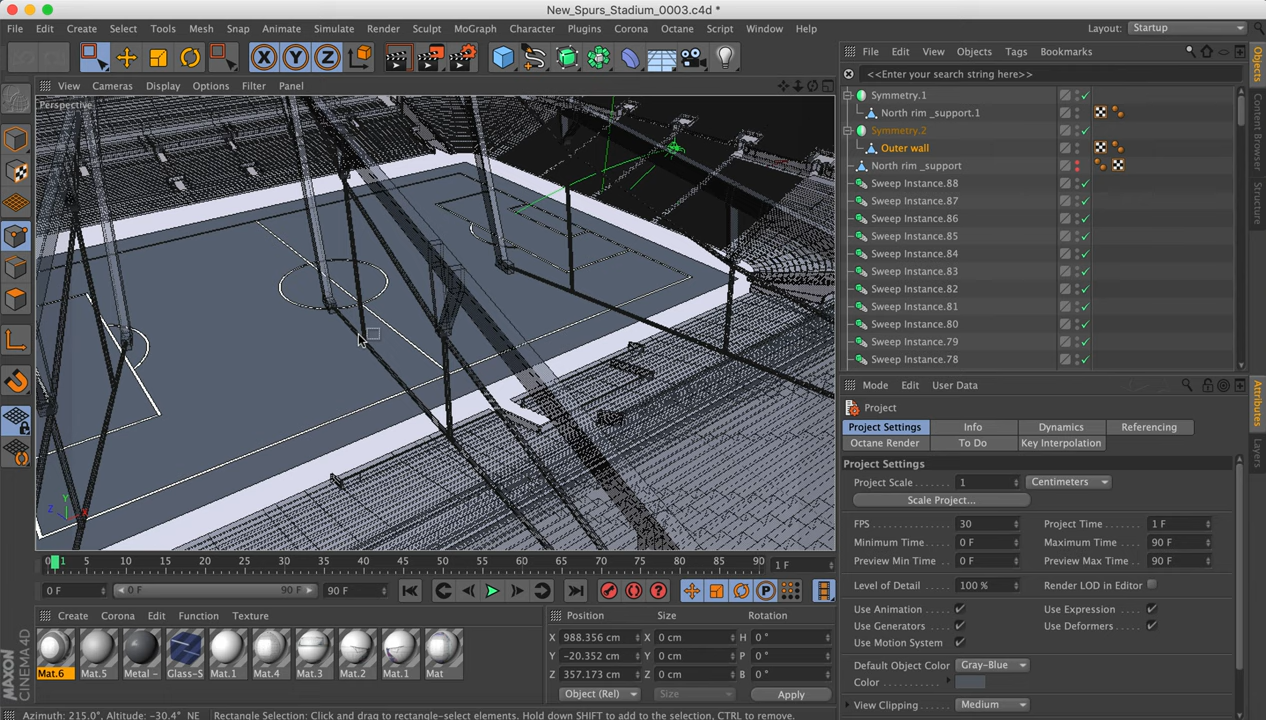 New_Spurs_Stadium_0003.c4d *
File Edit Create Select Tools Mesh Snap Animate Simulate Render Sculpt MoGraph Character Plugins Corona Octane Script Window Help Layout: Startup
X Y Z
File Edit View Objects Tags Bookmarks
<<Enter your search string here>>
View Cameras Display Options Filter Panel
Perspective
Symmetry.1
North rim _support.1
Symmetry.2
Outer wall
North rim _support
Sweep Instance.88
Sweep Instance.87
Sweep Instance.86
Sweep Instance.85
Sweep Instance.84
Sweep Instance.83
Sweep Instance.82
Sweep Instance.81
Sweep Instance.80
Sweep Instance.79
Sweep Instance.78
Objects
Content Browser
Structure
Mode Edit User Data
Project
Project Settings Info Dynamics Referencing
Octane Render To Do Key Interpolation
Project Settings
Project Scale 1 Centimeters
Scale Project...
FPS 30 Project Time 1 F
Minimum Time 0 F Maximum Time 90 F
Preview Min Time 0 F Preview Max Time 90 F
Level of Detail 100 % Render LOD in Editor
Use Animation Use Expression
Use Generators Use Deformers
Use Motion System
Default Object Color Gray-Blue
Color
View Clipping Medium
Attributes
Layers
Y
Z X
0 1 5 10 15 20 25 30 35 40 45 50 55 60 65 70 75 80 85 90 1 F
0 F 0 F 90 F 90 F
Create Corona Edit Function Texture
Mat.6 Mat.5 Metal - Glass-S Mat.1 Mat.4 Mat.3 Mat.2 Mat.1 Mat
Position Size Rotation
X 988.356 cm X 0 cm H 0 °
Y -20.352 cm Y 0 cm P 0 °
Z 357.173 cm Z 0 cm B 0 °
Object (Rel) Size Apply
MAXON CINEMA4D
Azimuth: 215.0°, Altitude: -30.4° NE Rectangle Selection: Click and drag to rectangle-select elements. Hold down SHIFT to add to the selection, CTRL to remove.